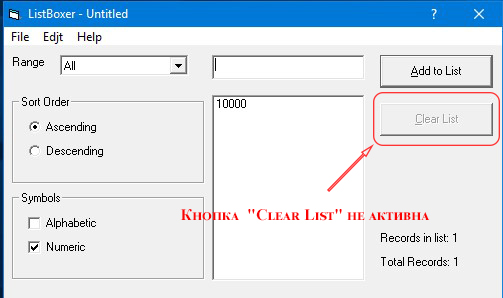 ListBoxer - Untitled
File Edjt Help
Range All Add to List
10000
Sort Order Clear List
Ascending
Descending
Symbols
Alphabetic
Numeric
Кнопка "Clear List" не активна
Records in list: 1
Total Records: 1